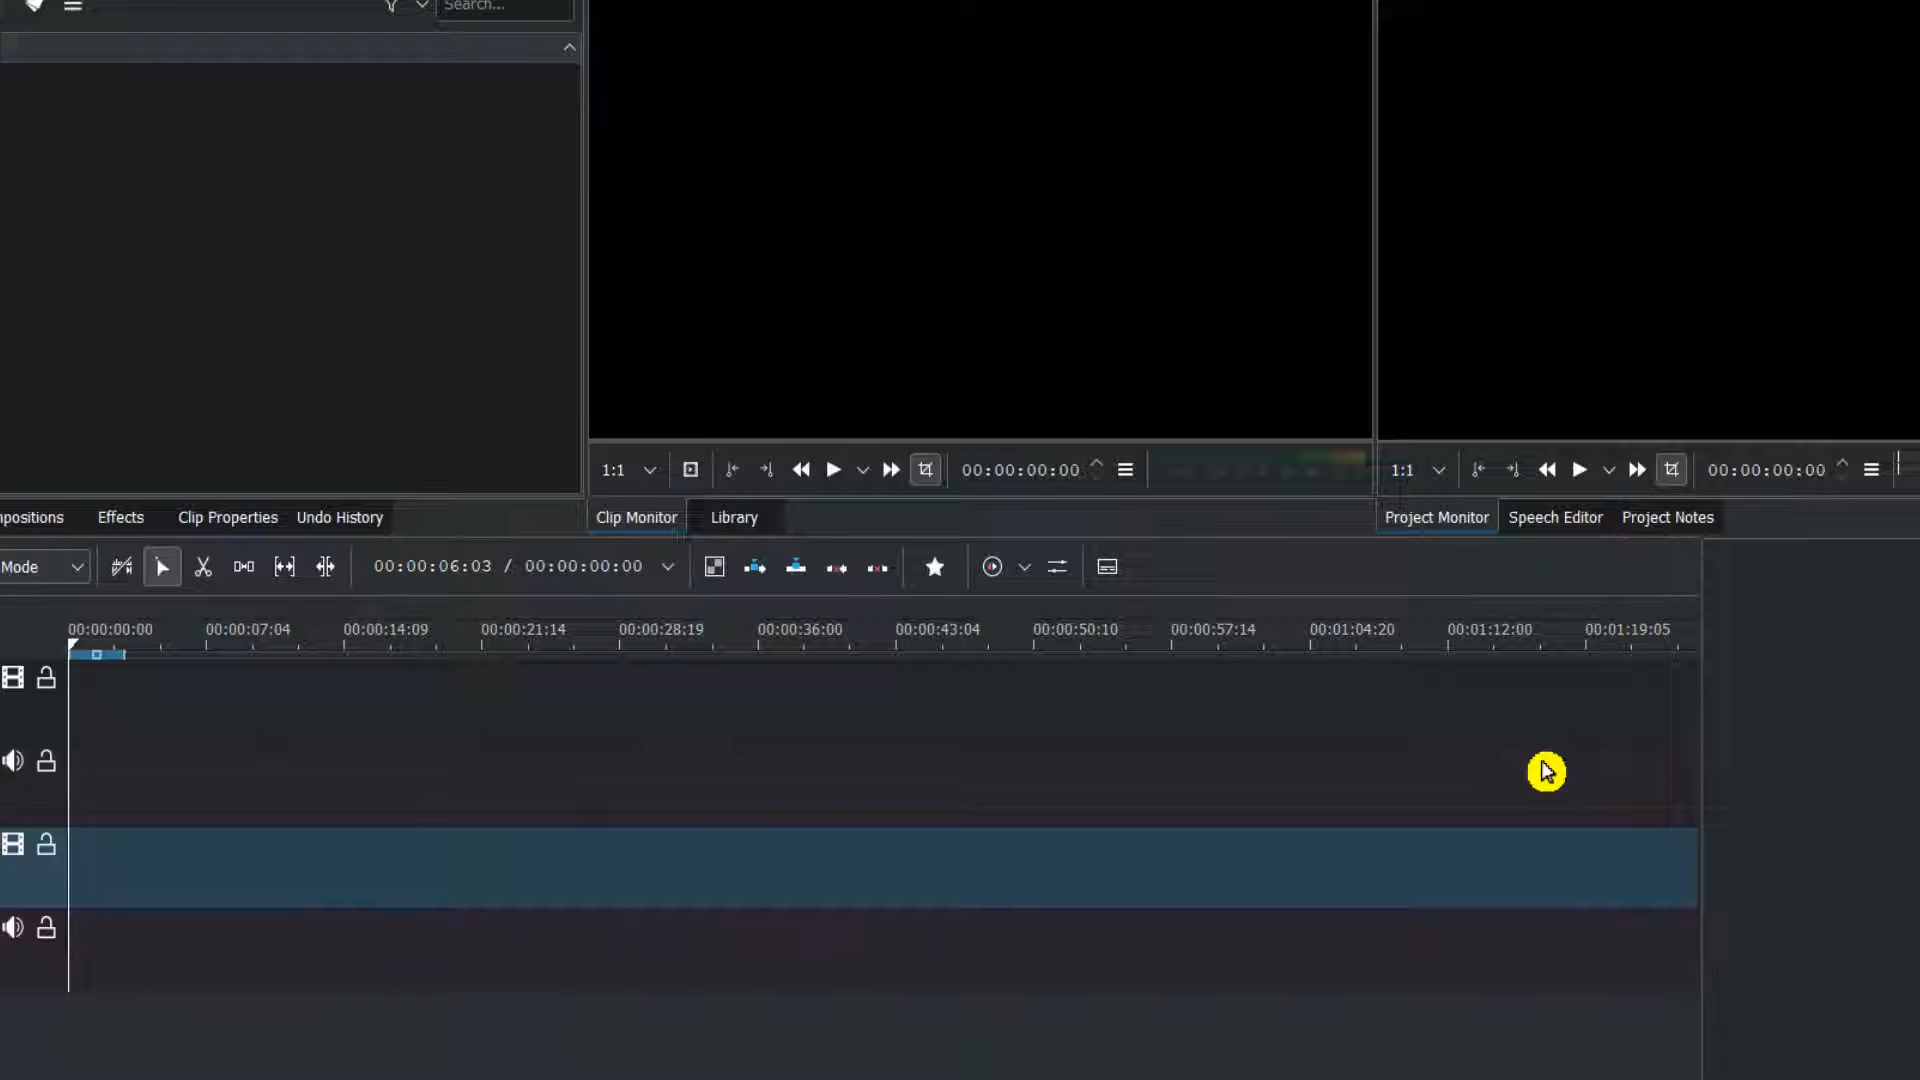 Search...
1:1 00:00:00:00
1:1 00:00:00:00
positions Effects Clip Properties Undo History
Clip Monitor Library
Project Monitor Speech Editor Project Notes
Mode 00:00:06:03 / 00:00:00:00
00:00:00:00 00:00:07:04 00:00:14:09 00:00:21:14 00:00:28:19 00:00:36:00 00:00:43:04 00:00:50:10 00:00:57:14 00:01:04:20 00:01:12:00 00:01:19:05